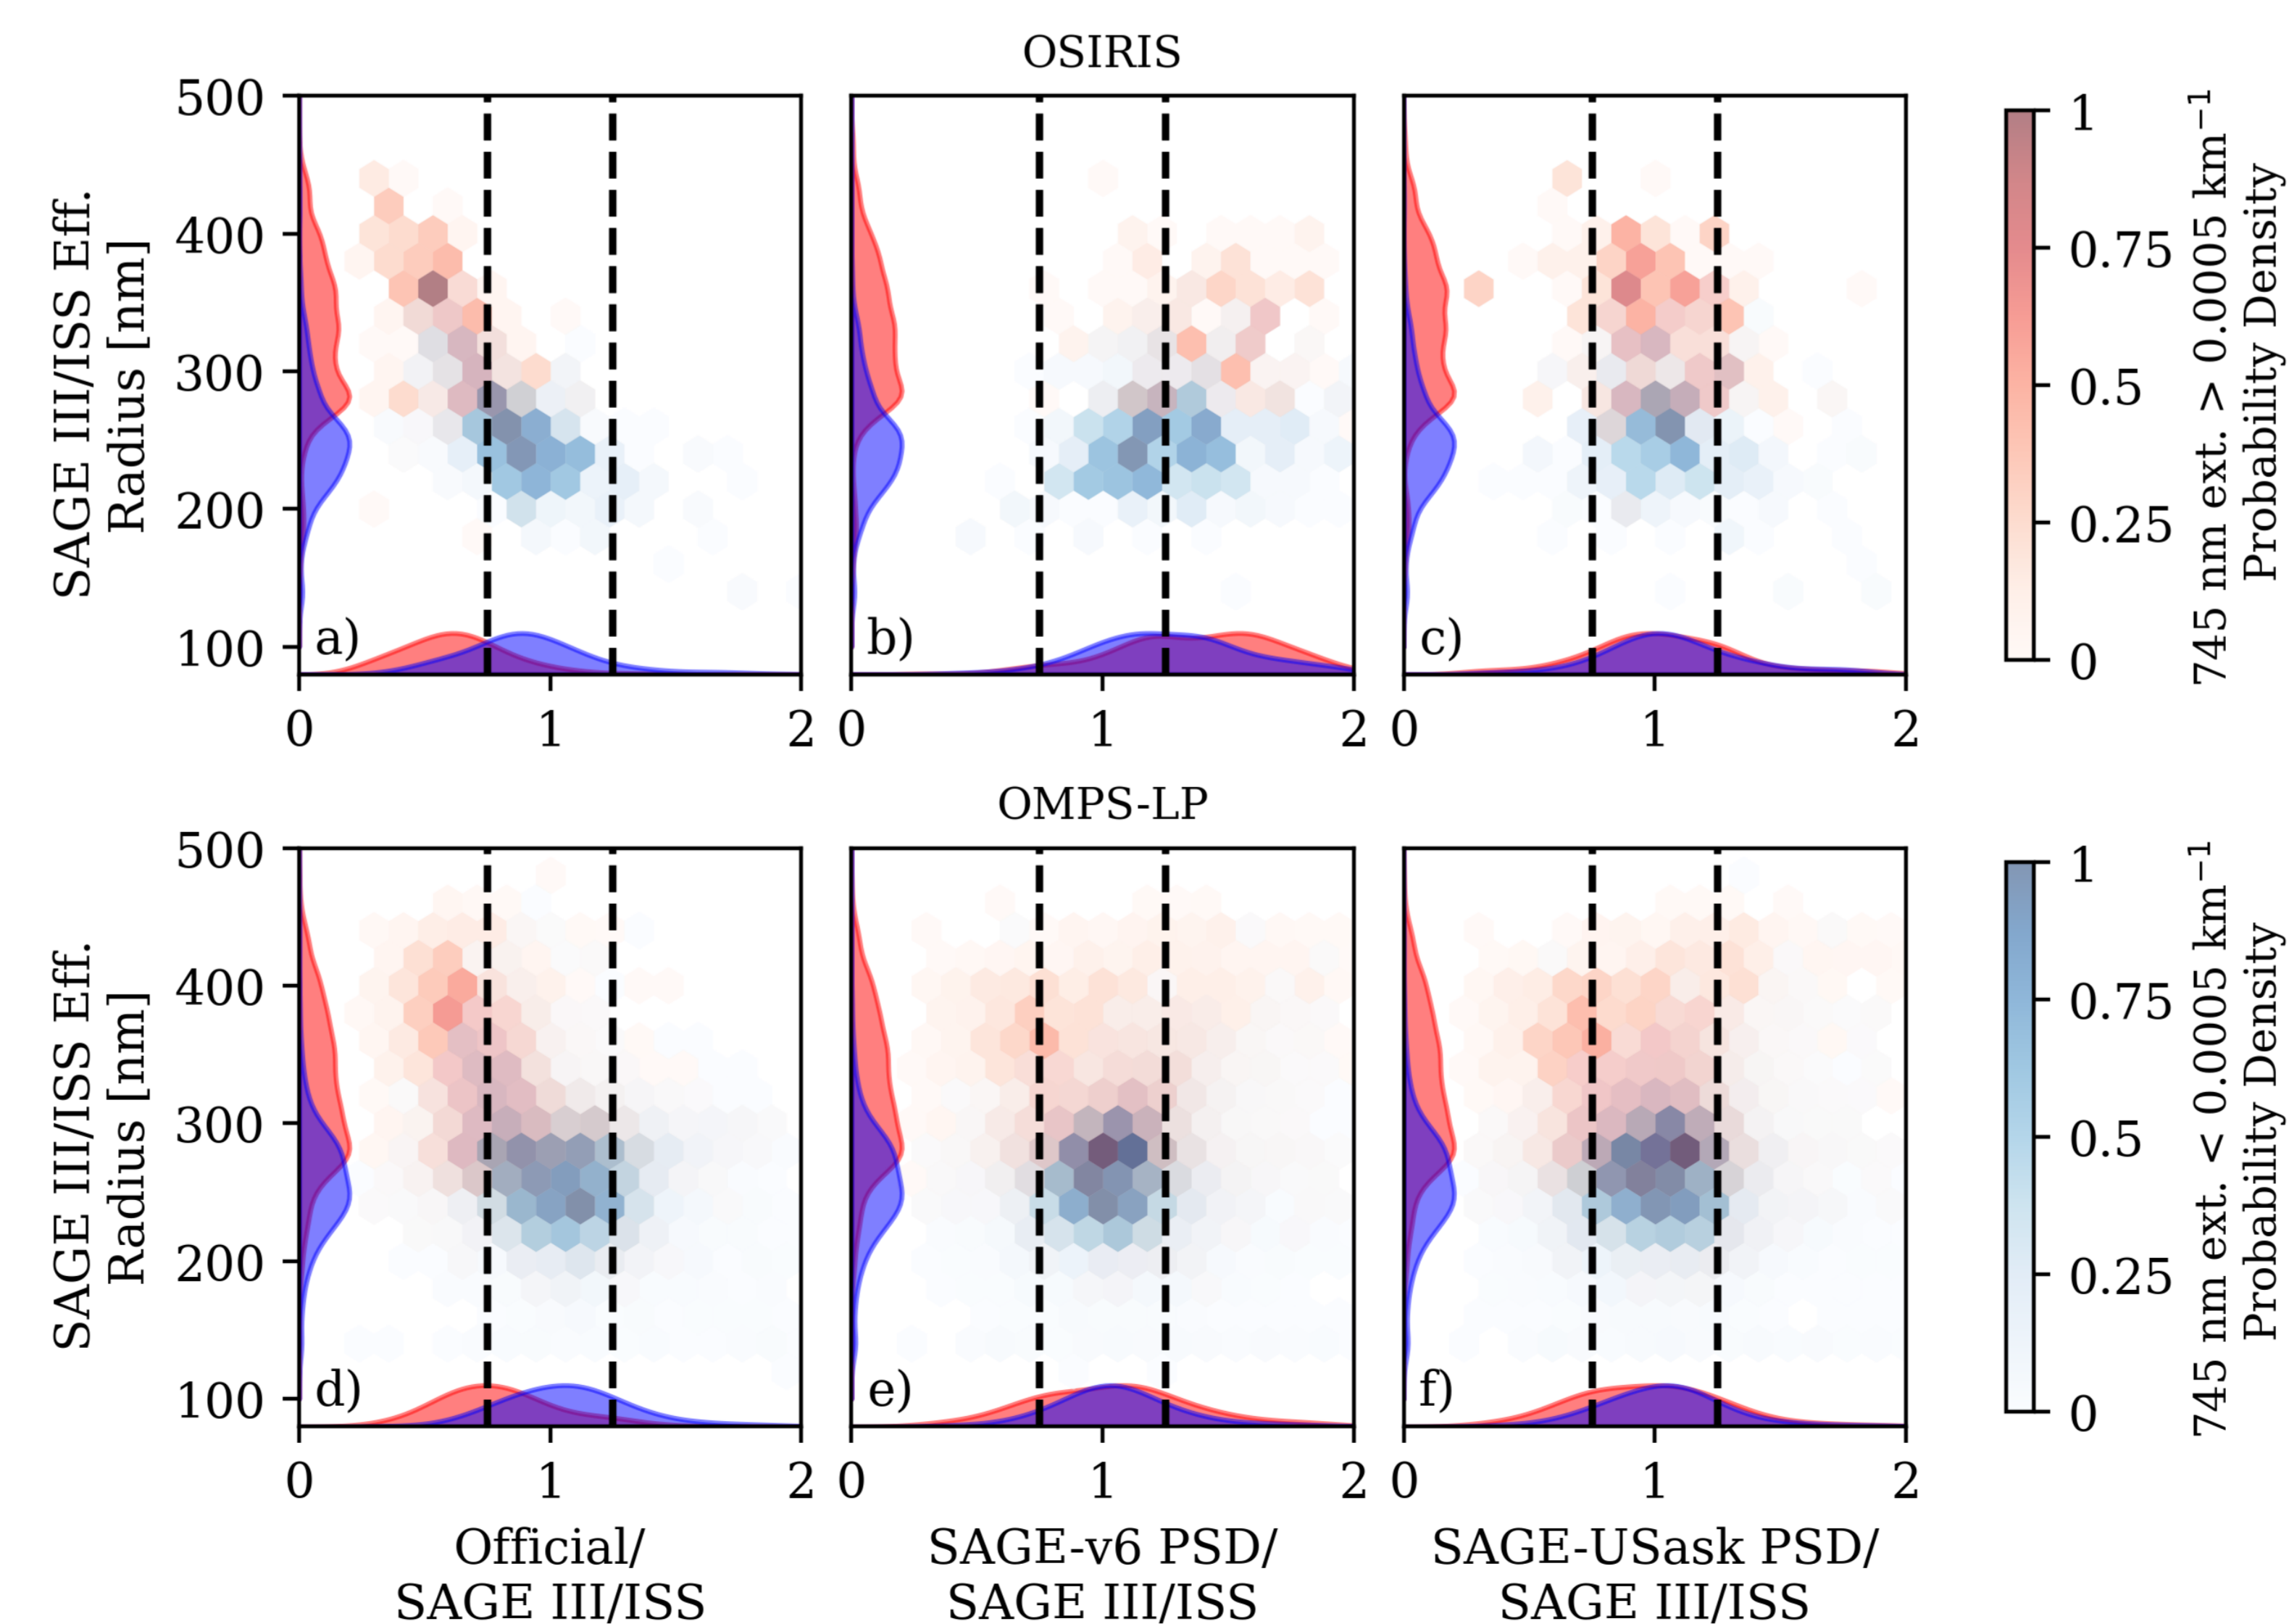 OSIRIS
500
400
300
200
100
SAGE III/ISS Eff.
Radius [nm]
a)
b)
c)
0 1 2
0 1 2
0 1 2
1
0.75
0.5
0.25
0
745 nm ext. > 0.0005 km⁻¹
Probability Density
OMPS-LP
500
400
300
200
100
SAGE III/ISS Eff.
Radius [nm]
d)
e)
f)
0 1 2
0 1 2
0 1 2
1
0.75
0.5
0.25
0
745 nm ext. < 0.0005 km⁻¹
Probability Density
Official/
SAGE III/ISS
SAGE-v6 PSD/
SAGE III/ISS
SAGE-USask PSD/
SAGE III/ISS